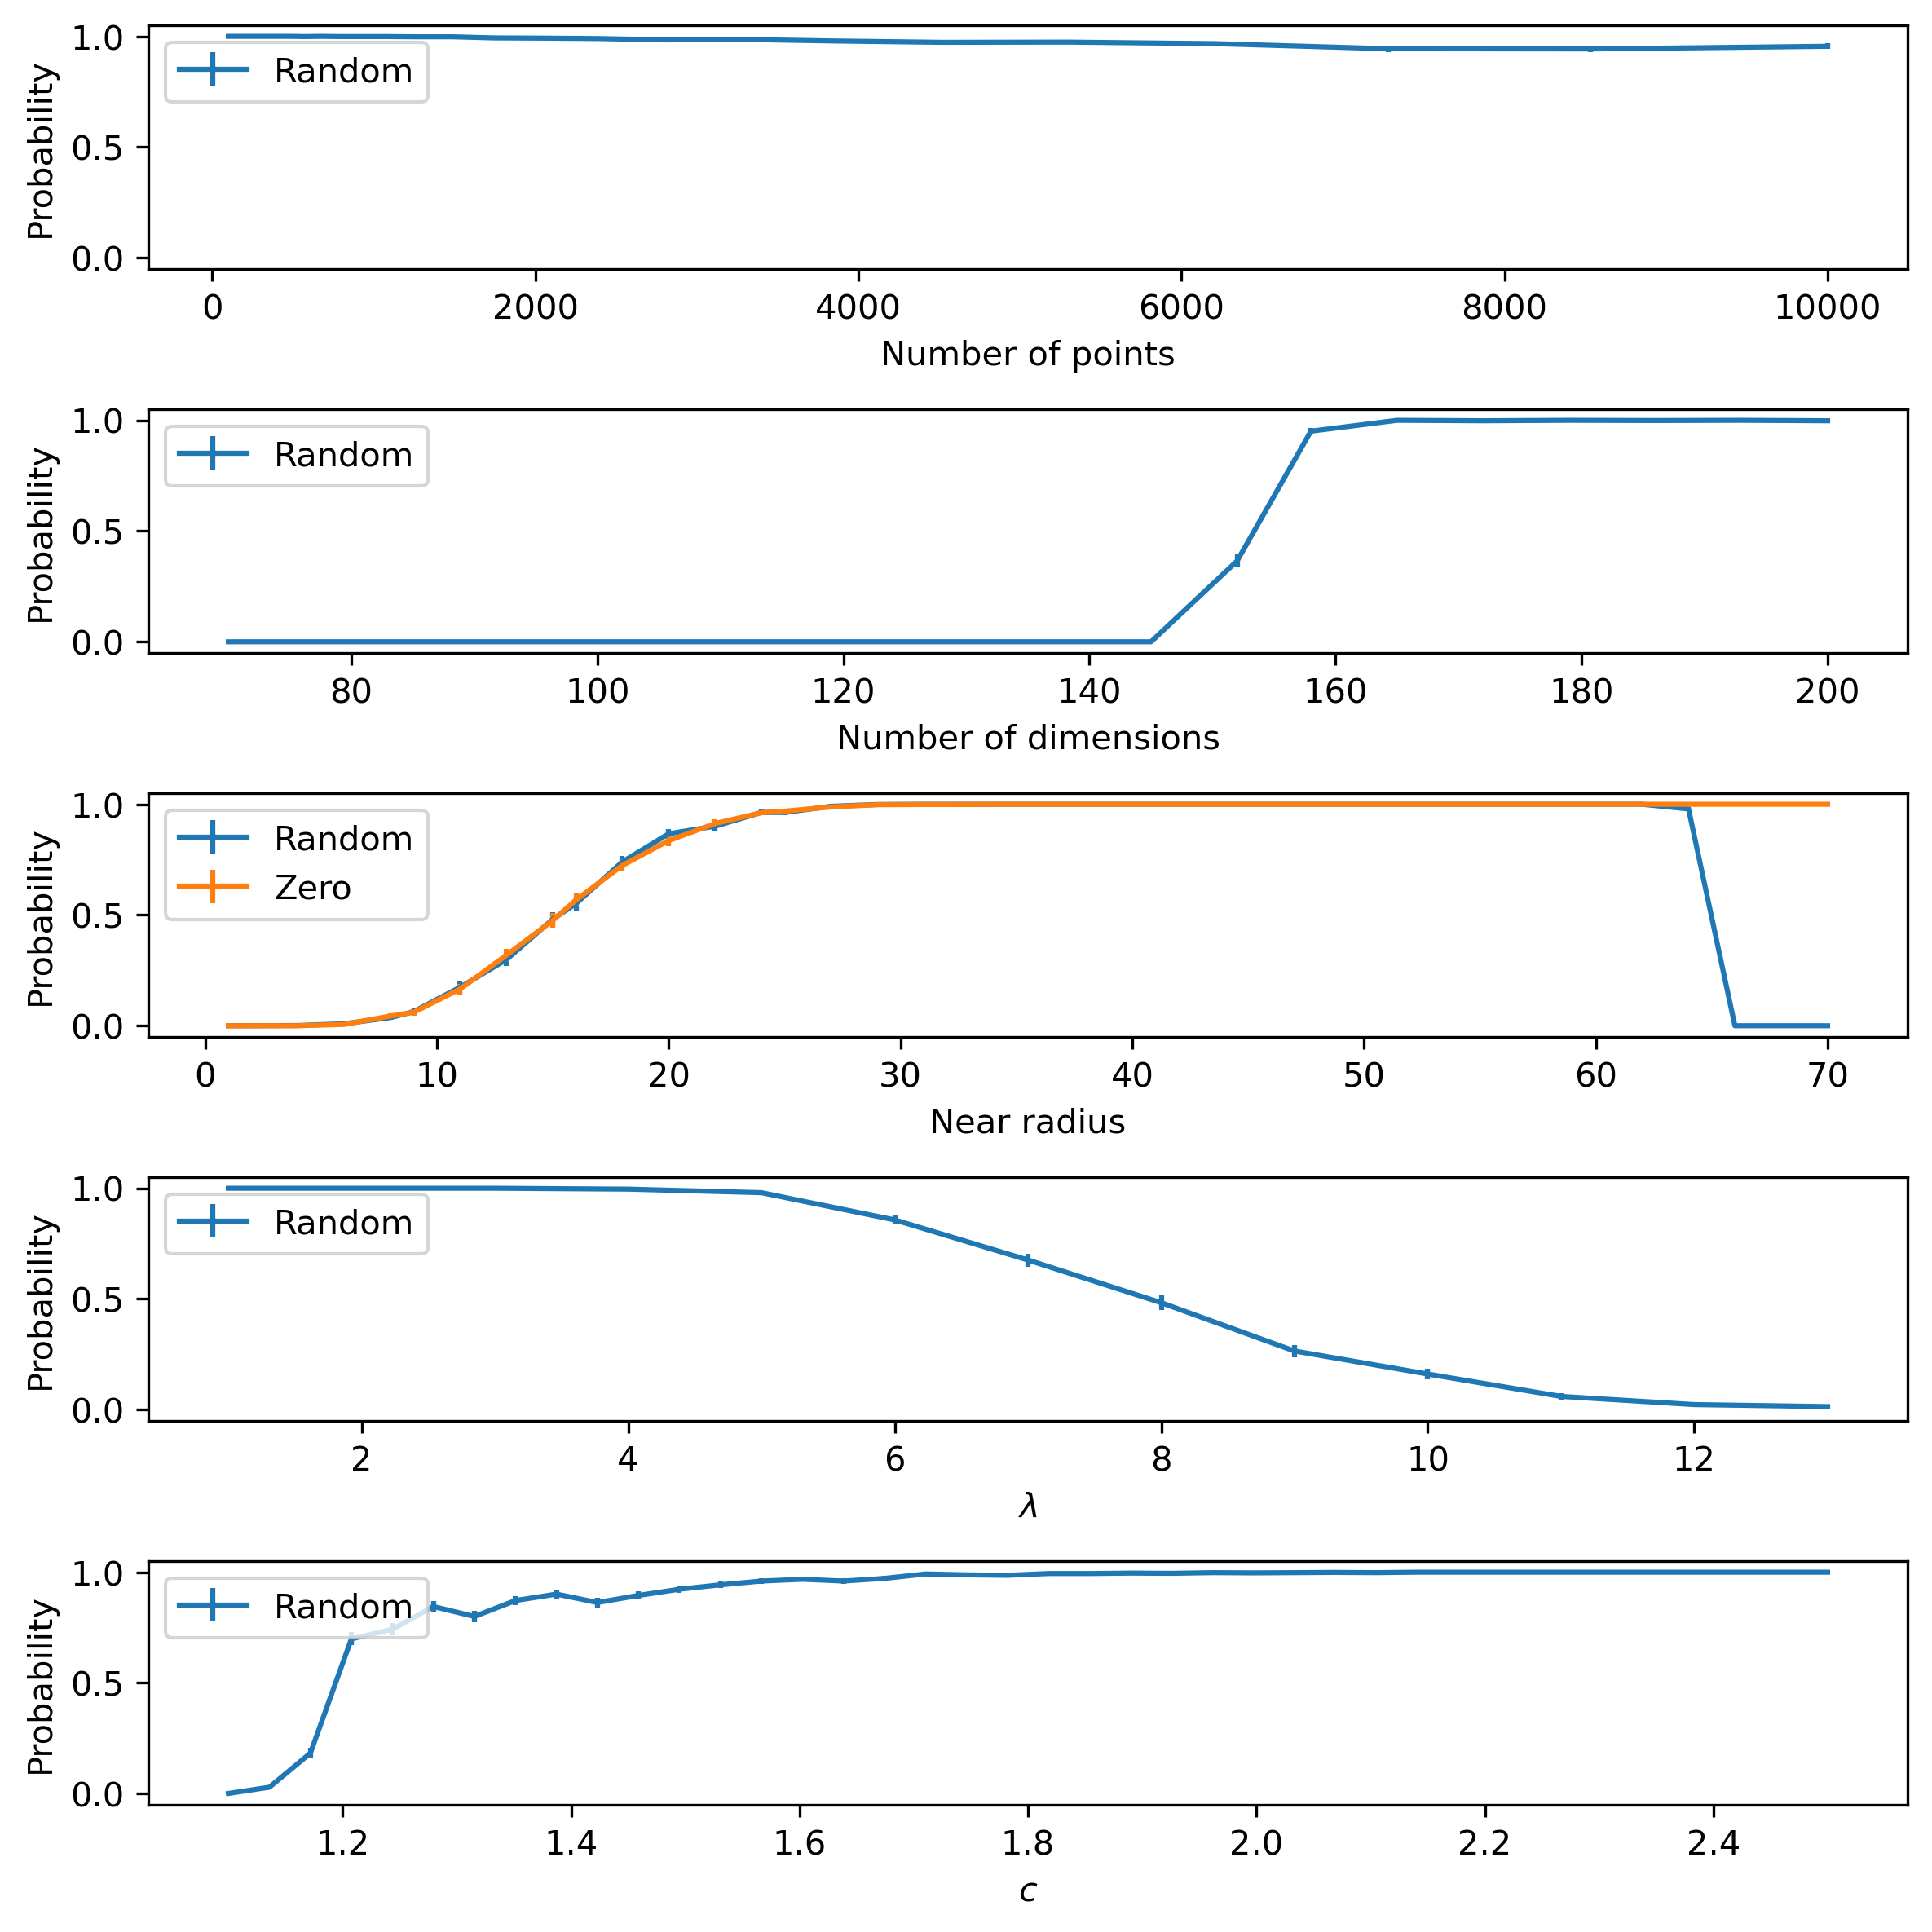 1.0
0.5
0.0
Probability
Random
0 2000 4000 6000 8000 10000
Number of points
1.0
0.5
0.0
Probability
Random
80 100 120 140 160 180 200
Number of dimensions
1.0
0.5
0.0
Probability
Random
Zero
0 10 20 30 40 50 60 70
Near radius
1.0
0.5
0.0
Probability
Random
2 4 6 8 10 12
λ
1.0
0.5
0.0
Probability
Random
1.2 1.4 1.6 1.8 2.0 2.2 2.4
c